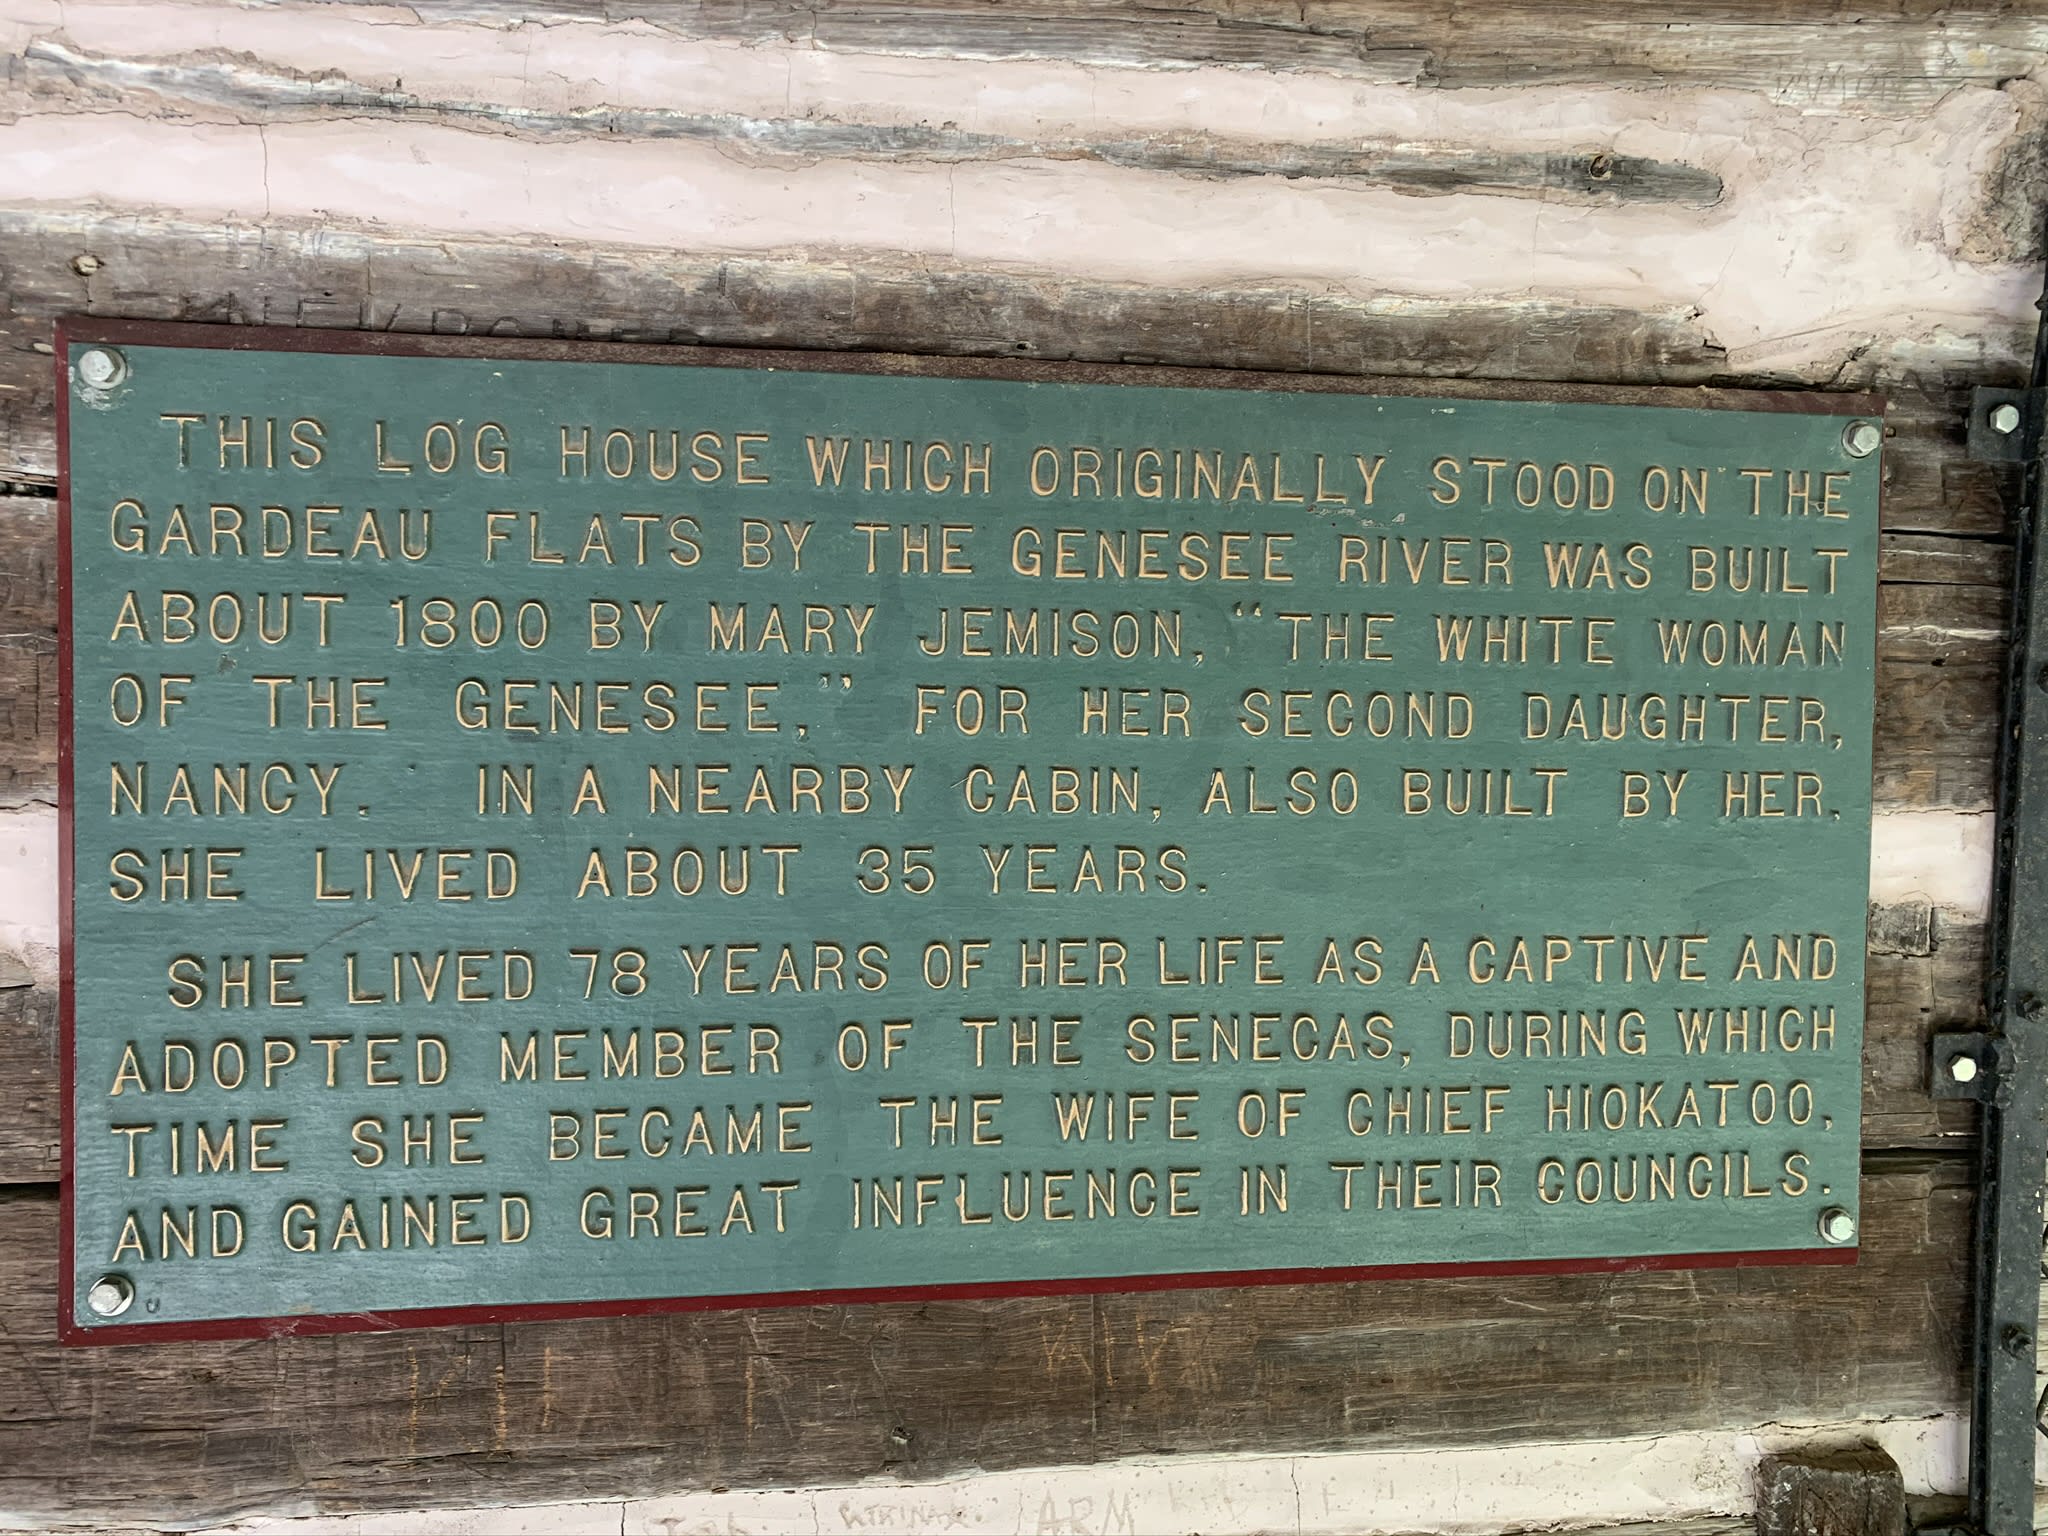 THIS LOG HOUSE WHICH ORIGINALLY STOOD ON THE
GARDEAU FLATS BY THE GENESEE RIVER WAS BUILT
ABOUT 1800 BY MARY JEMISON, "THE WHITE WOMAN
OF THE GENESEE," FOR HER SECOND DAUGHTER,
NANCY. IN A NEARBY CABIN, ALSO BUILT BY HER,
SHE LIVED ABOUT 35 YEARS.
SHE LIVED 78 YEARS OF HER LIFE AS A CAPTIVE AND
ADOPTED MEMBER OF THE SENECAS, DURING WHICH
TIME SHE BECAME THE WIFE OF CHIEF HIOKATOO,
AND GAINED GREAT INFLUENCE IN THEIR COUNCILS.
ARM